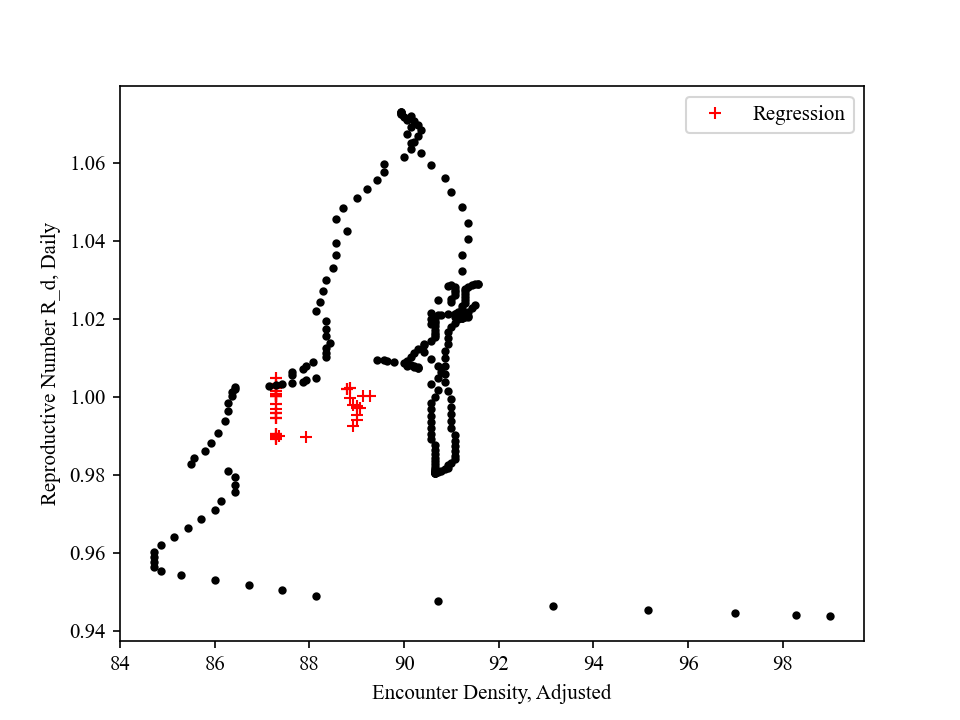 Regression
1.06
1.04
1.02
1.00
0.98
0.96
0.94
Reproductive Number R_d, Daily
84 86 88 90 92 94 96 98
Encounter Density, Adjusted